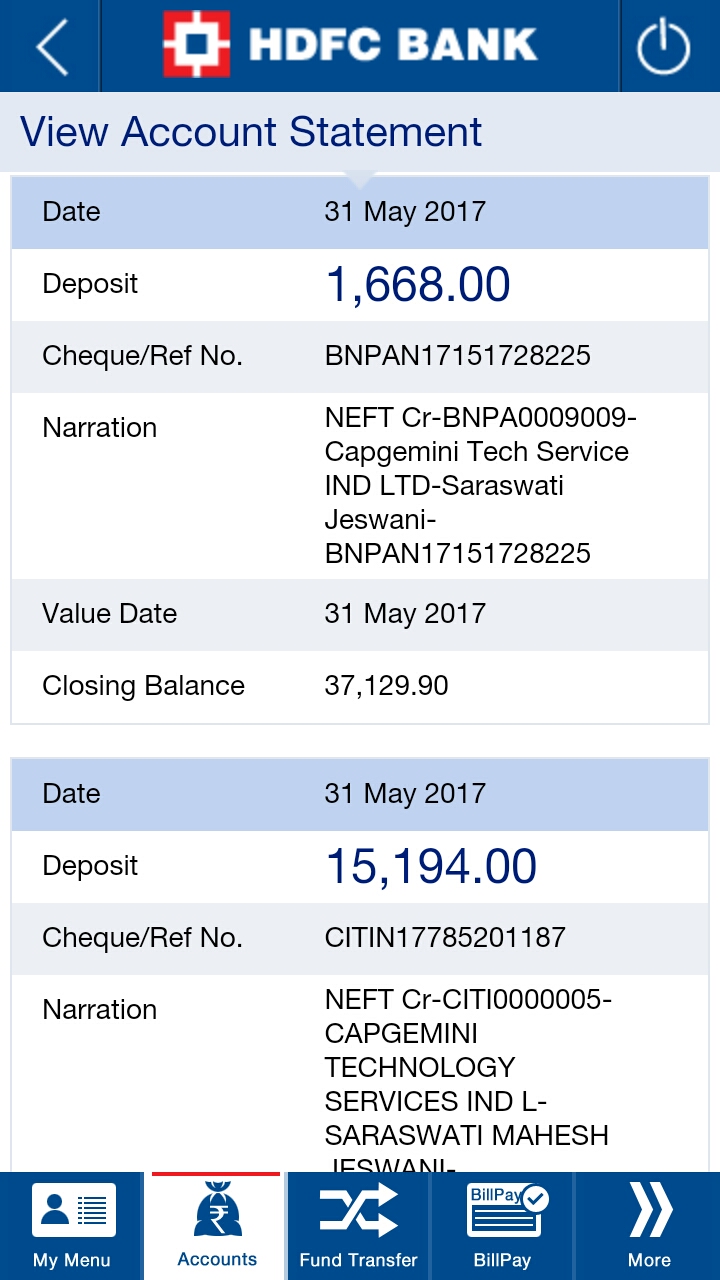 HDFC BANK
View Account Statement
Date 31 May 2017
Deposit 1,668.00
Cheque/Ref No. BNPAN17151728225
Narration NEFT Cr-BNPA0009009-
Capgemini Tech Service
IND LTD-Saraswati
Jeswani-
BNPAN17151728225
Value Date 31 May 2017
Closing Balance 37,129.90
Date 31 May 2017
Deposit 15,194.00
Cheque/Ref No. CITIN17785201187
Narration NEFT Cr-CITI0000005-
CAPGEMINI
TECHNOLOGY
SERVICES IND L-
SARASWATI MAHESH
JESWANI-
BillPay
My Menu Accounts Fund Transfer BillPay More